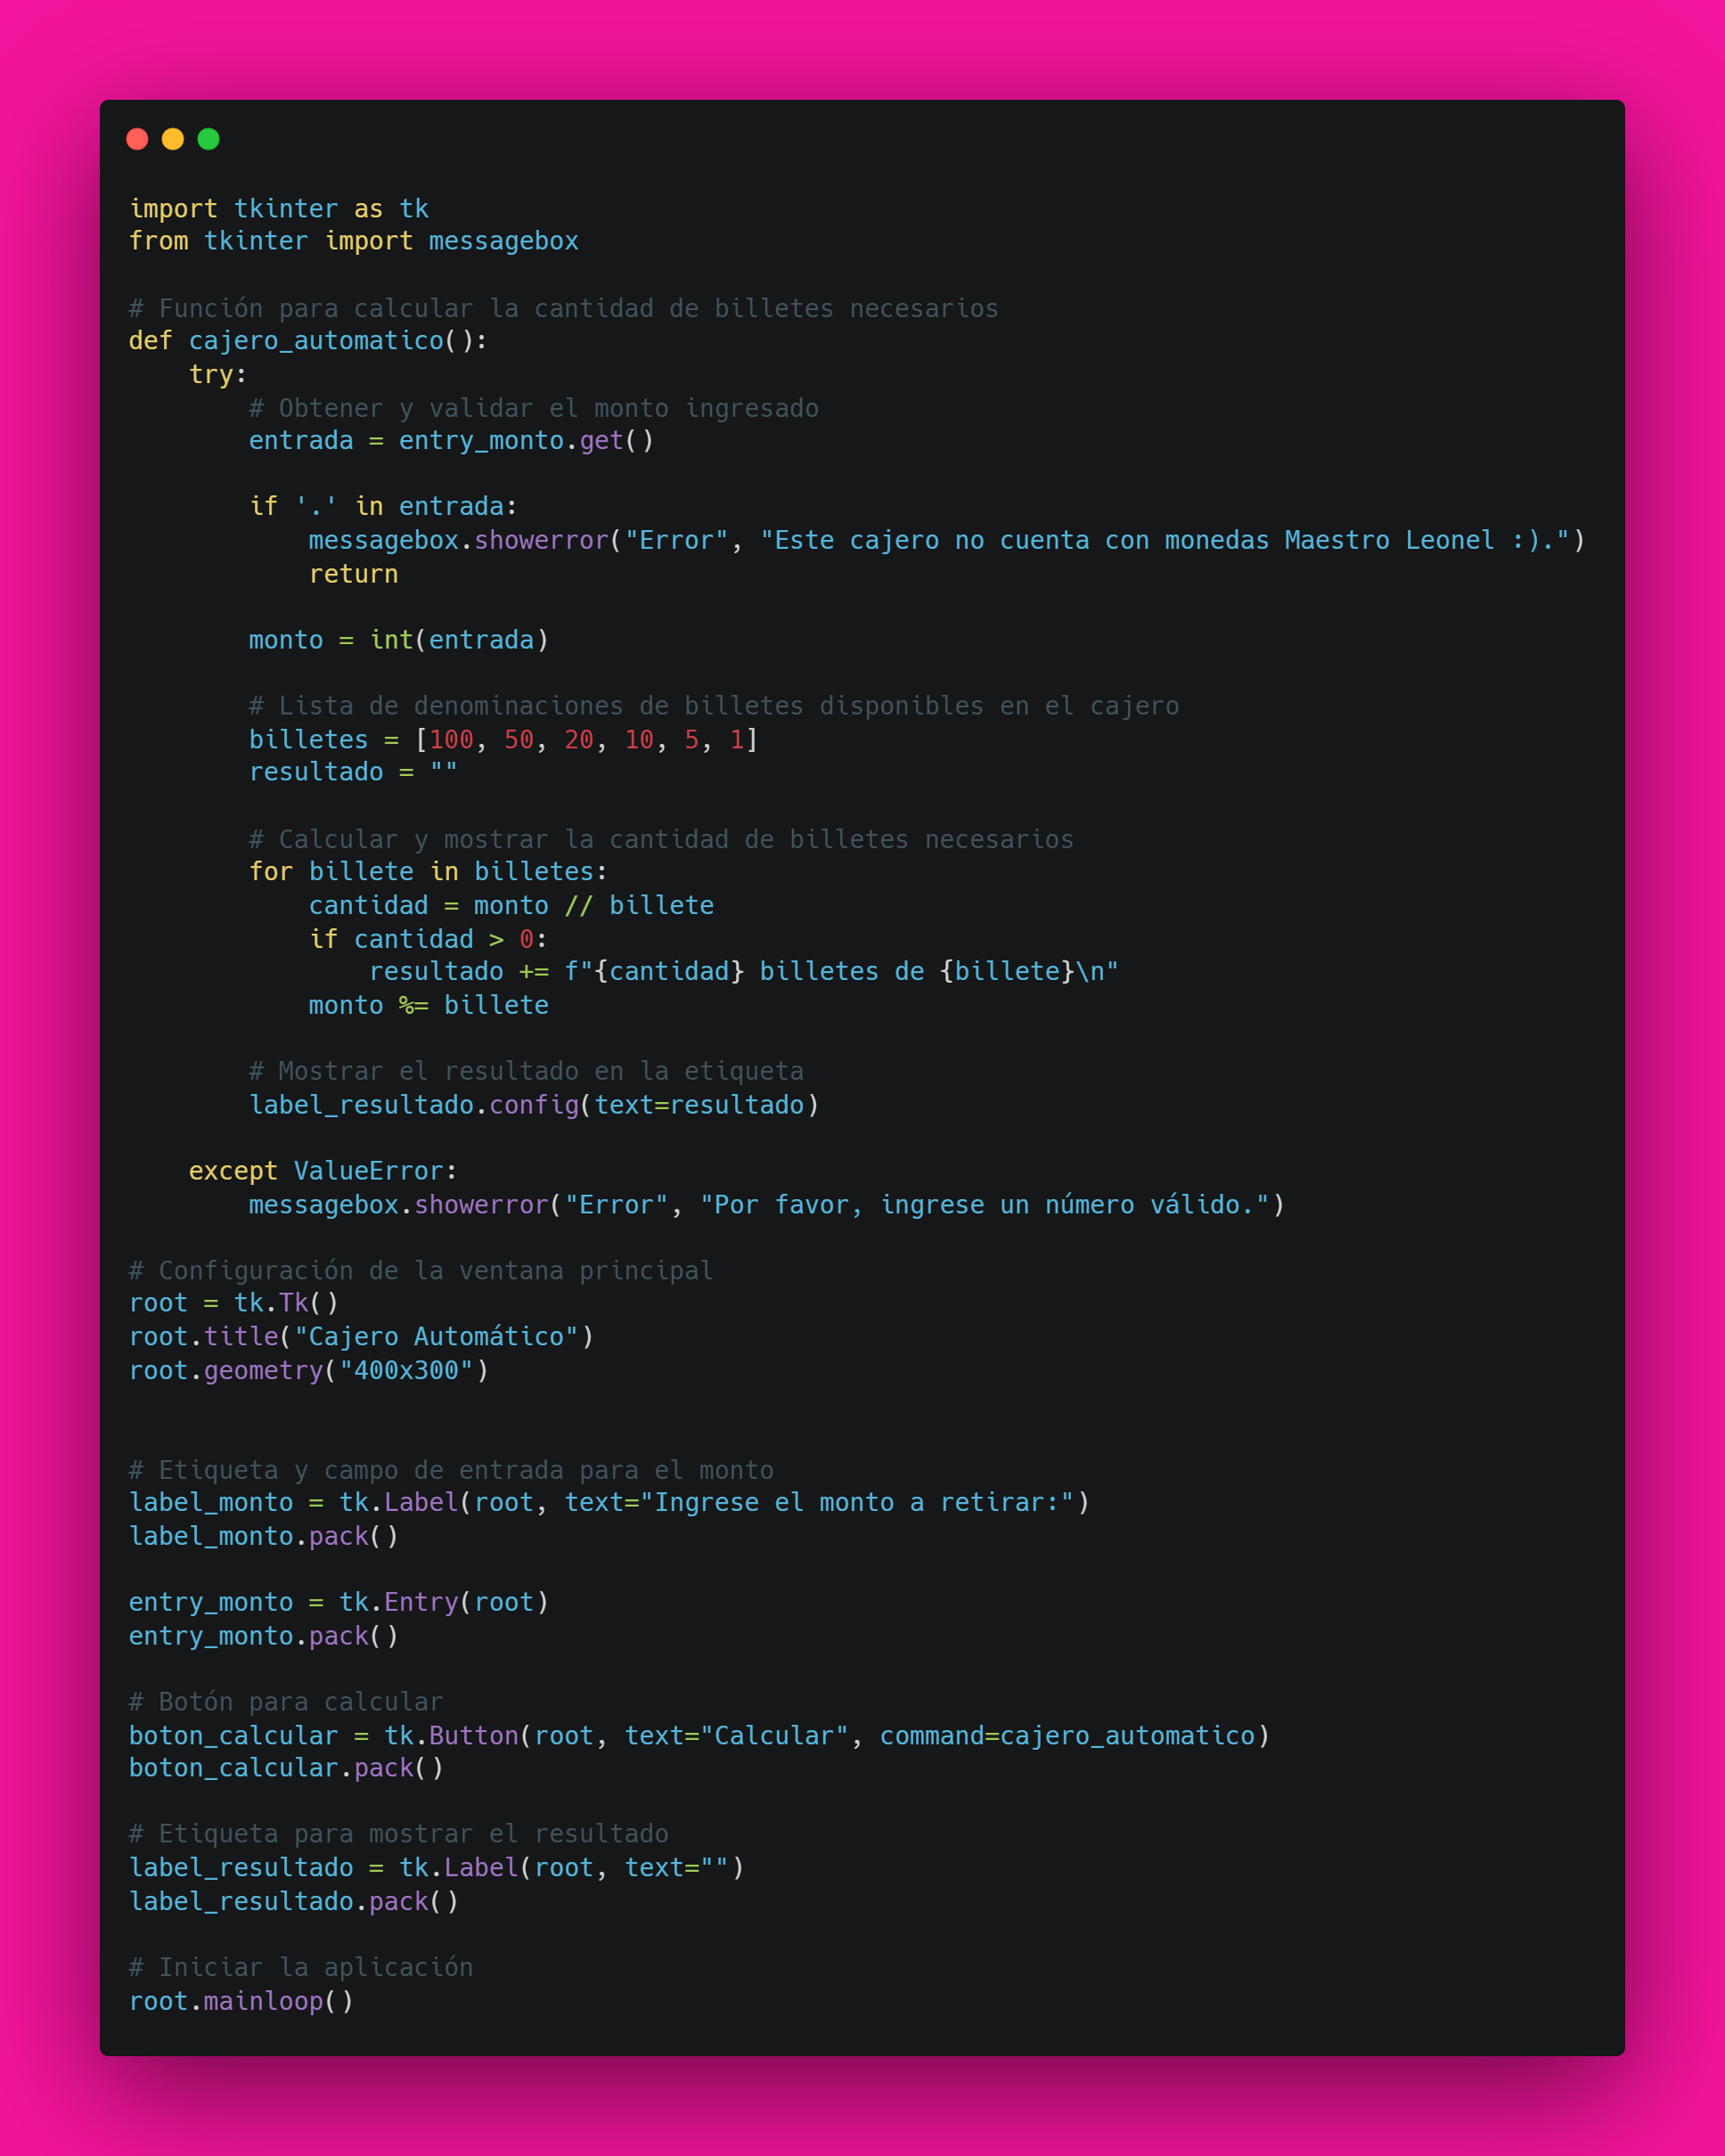 import tkinter as tk
from tkinter import messagebox

# Función para calcular la cantidad de billetes necesarios
def cajero_automatico():
    try:
        # Obtener y validar el monto ingresado
        entrada = entry_monto.get()

        if '.' in entrada:
            messagebox.showerror("Error", "Este cajero no cuenta con monedas Maestro Leonel :).")
            return

        monto = int(entrada)

        # Lista de denominaciones de billetes disponibles en el cajero
        billetes = [100, 50, 20, 10, 5, 1]
        resultado = ""

        # Calcular y mostrar la cantidad de billetes necesarios
        for billete in billetes:
            cantidad = monto // billete
            if cantidad > 0:
                resultado += f"{cantidad} billetes de {billete}\n"
            monto %= billete

        # Mostrar el resultado en la etiqueta
        label_resultado.config(text=resultado)

    except ValueError:
        messagebox.showerror("Error", "Por favor, ingrese un número válido.")

# Configuración de la ventana principal
root = tk.Tk()
root.title("Cajero Automático")
root.geometry("400x300")


# Etiqueta y campo de entrada para el monto
label_monto = tk.Label(root, text="Ingrese el monto a retirar:")
label_monto.pack()

entry_monto = tk.Entry(root)
entry_monto.pack()

# Botón para calcular
boton_calcular = tk.Button(root, text="Calcular", command=cajero_automatico)
boton_calcular.pack()

# Etiqueta para mostrar el resultado
label_resultado = tk.Label(root, text="")
label_resultado.pack()

# Iniciar la aplicación
root.mainloop()